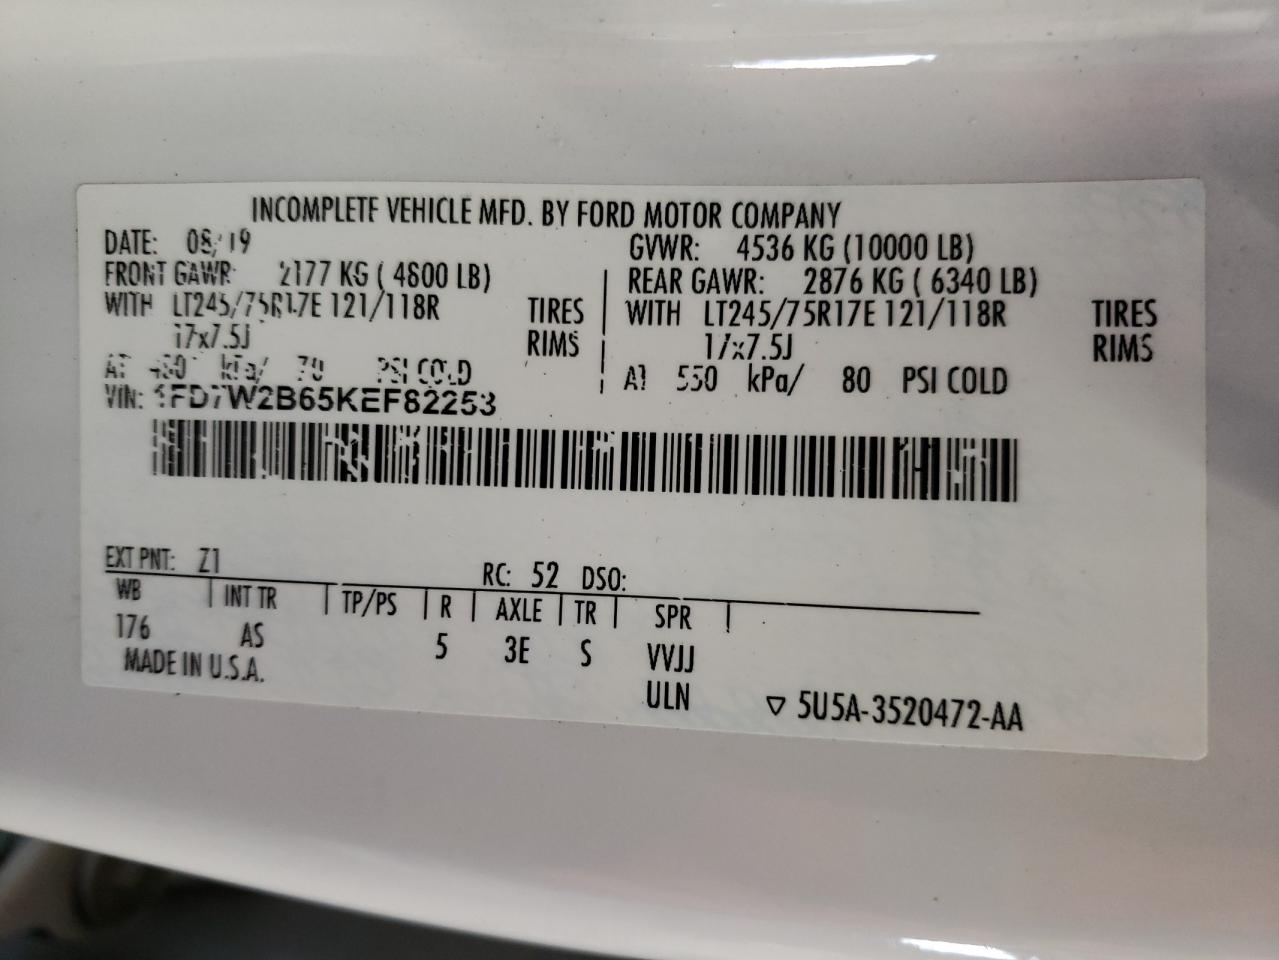 INCOMPLETE VEHICLE MFD. BY FORD MOTOR COMPANY
DATE: 08/19 GVWR: 4536 KG (10000 LB)
FRONT GAWR: 2177 KG ( 4800 LB) REAR GAWR: 2876 KG ( 6340 LB)
WITH LT245/75R17E 121/118R TIRES WITH LT245/75R17E 121/118R TIRES
17x7.5J RIMS 17x7.5J RIMS
AT kPa/ 70 PSI COLD AT 550 kPa/ 80 PSI COLD
VIN: 1FD7W2B65KEF82253
EXT PNT: Z1 RC: 52 DSO:
WB INT TR TP/PS R AXLE TR SPR
176 AS 5 3E S VVJJ
MADE IN U.S.A. ULN
▽ 5U5A-3520472-AA